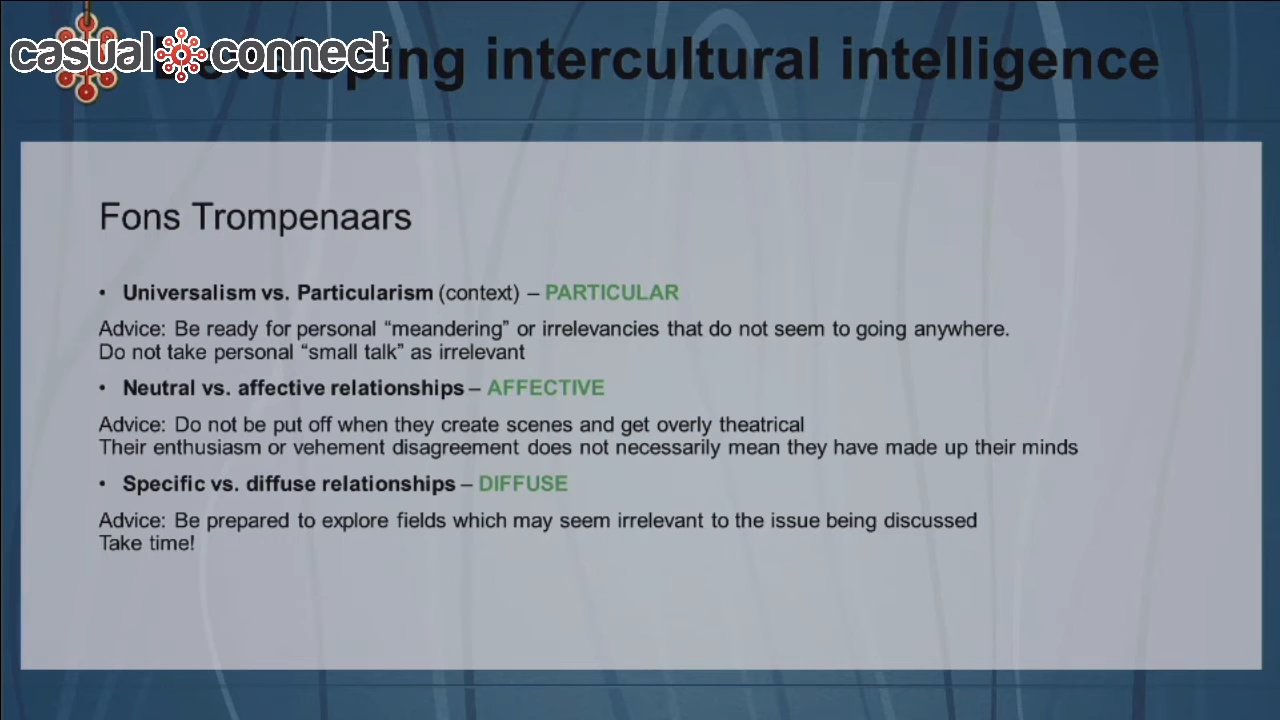 casual connect
Developing intercultural intelligence
Fons Trompenaars
• Universalism vs. Particularism (context) – PARTICULAR
Advice: Be ready for personal “meandering” or irrelevancies that do not seem to going anywhere.
Do not take personal “small talk” as irrelevant
• Neutral vs. affective relationships – AFFECTIVE
Advice: Do not be put off when they create scenes and get overly theatrical
Their enthusiasm or vehement disagreement does not necessarily mean they have made up their minds
• Specific vs. diffuse relationships – DIFFUSE
Advice: Be prepared to explore fields which may seem irrelevant to the issue being discussed
Take time!